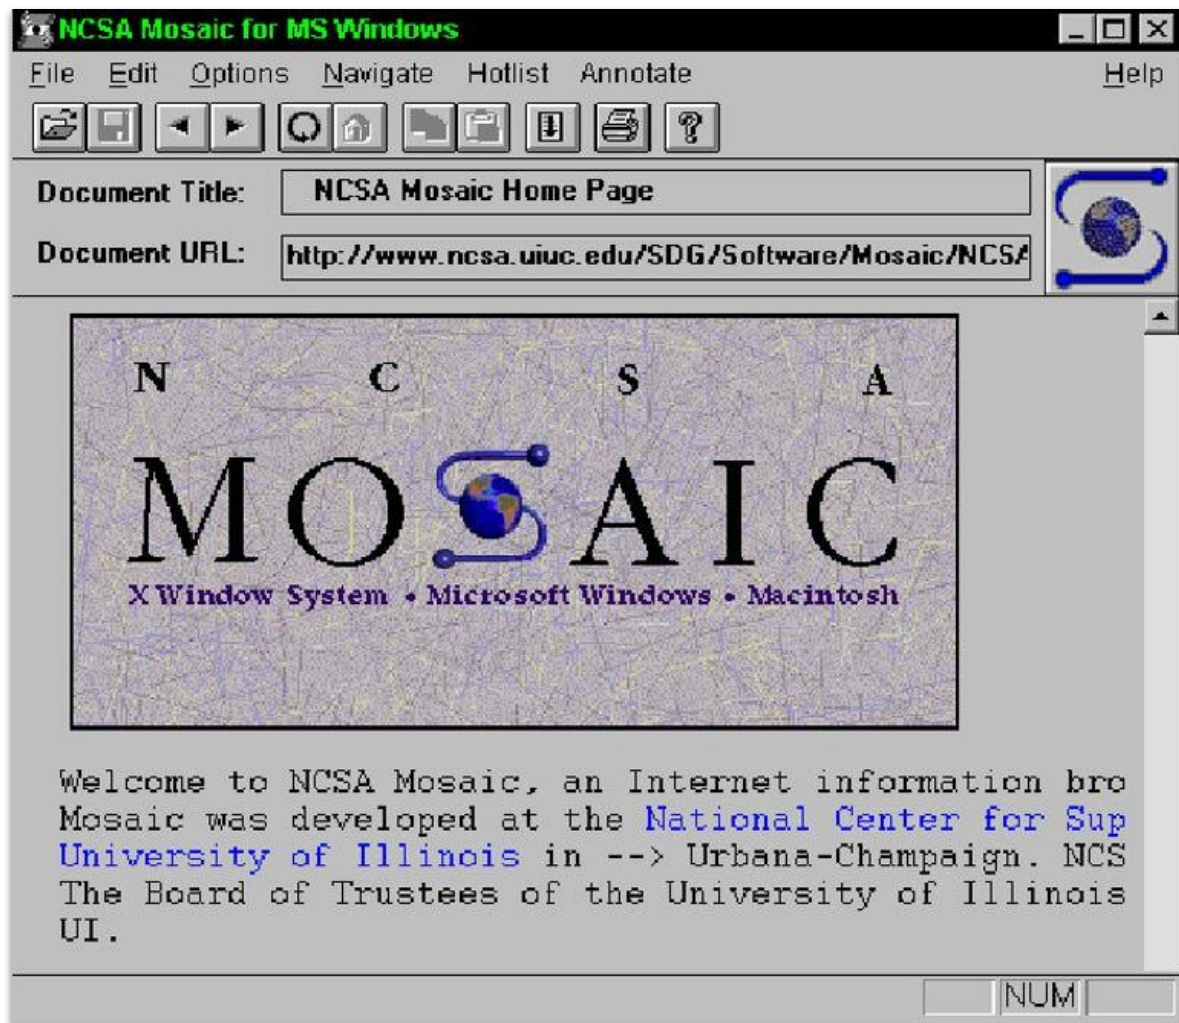 NCSA Mosaic for MS Windows
File Edit Options Navigate Hotlist Annotate Help
Document Title: NCSA Mosaic Home Page
Document URL: http://www.ncsa.uiuc.edu/SDG/Software/Mosaic/NCSA
N C S A
MOSAIC
X Window System • Microsoft Windows • Macintosh
Welcome to NCSA Mosaic, an Internet information bro
Mosaic was developed at the National Center for Sup
University of Illinois in --> Urbana-Champaign. NCS
The Board of Trustees of the University of Illinois
UI.
NUM